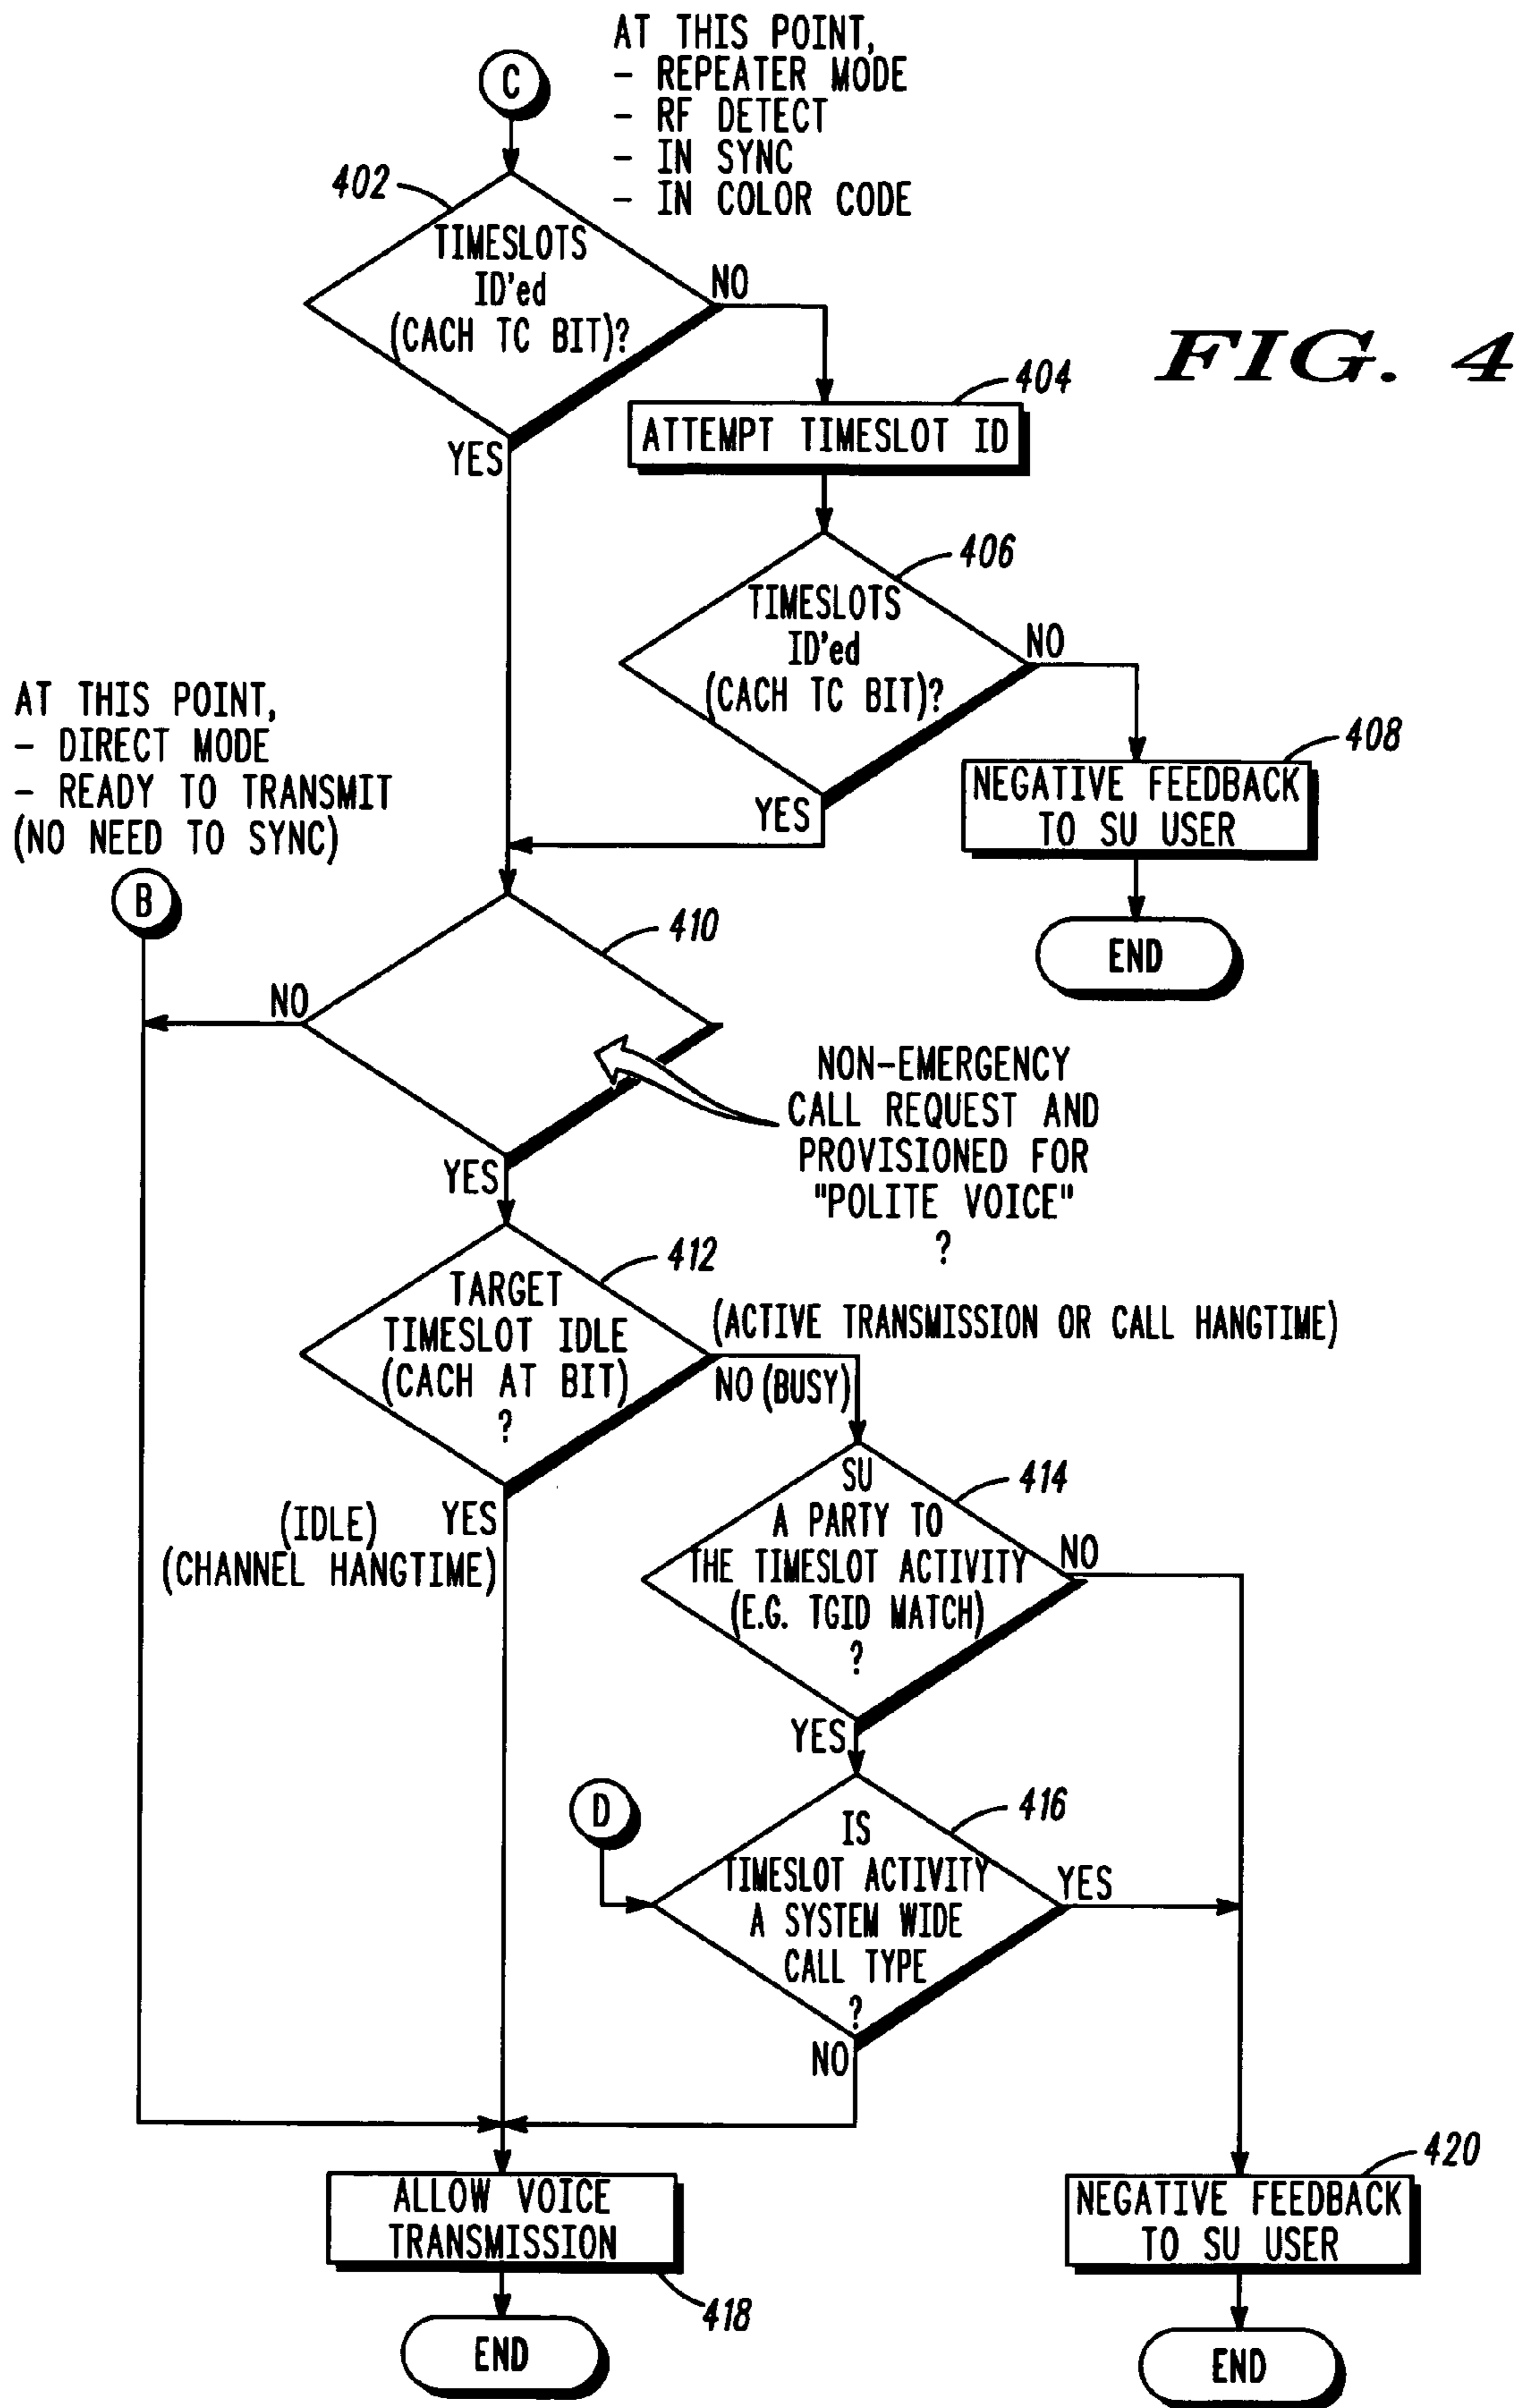 AT THIS POINT,
- REPEATER MODE
- RF DETECT
- IN SYNC
- IN COLOR CODE
C
402
TIMESLOTS
ID'ed
(CACH TC BIT)?
NO
YES
FIG. 4
404
ATTEMPT TIMESLOT ID
406
TIMESLOTS
ID'ed
(CACH TC BIT)?
NO
YES
408
NEGATIVE FEEDBACK
TO SU USER
END
AT THIS POINT,
- DIRECT MODE
- READY TO TRANSMIT
(NO NEED TO SYNC)
B
410
NO
YES
NON-EMERGENCY
CALL REQUEST AND
PROVISIONED FOR
"POLITE VOICE"
?
412
TARGET
TIMESLOT IDLE
(CACH AT BIT)
?
(ACTIVE TRANSMISSION OR CALL HANGTIME)
NO (BUSY)
(IDLE) YES
(CHANNEL HANGTIME)
414
SU
A PARTY TO
THE TIMESLOT ACTIVITY
(E.G. TGID MATCH)
?
NO
YES
D
416
IS
TIMESLOT ACTIVITY
A SYSTEM WIDE
CALL TYPE
?
YES
NO
ALLOW VOICE
TRANSMISSION
418
END
420
NEGATIVE FEEDBACK
TO SU USER
END